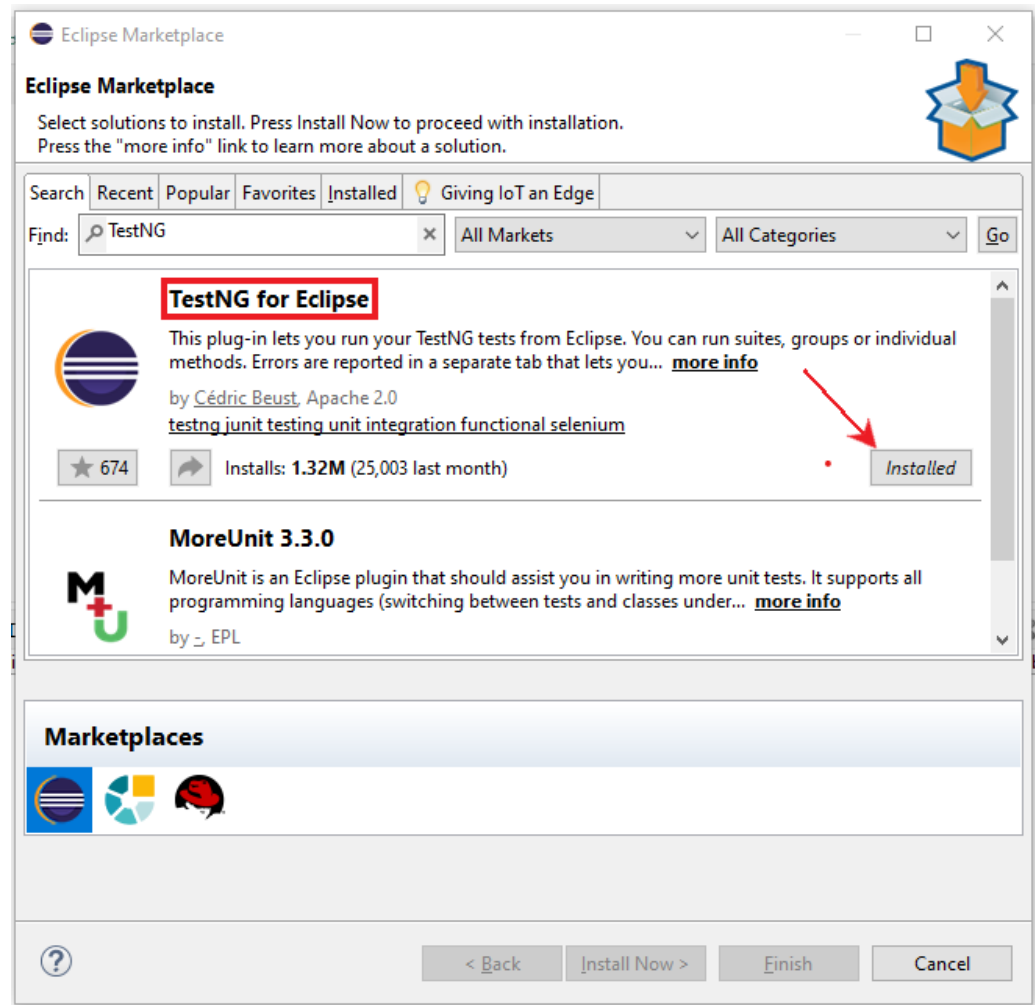 Eclipse Marketplace
Eclipse Marketplace
Select solutions to install. Press Install Now to proceed with installation.
Press the "more info" link to learn more about a solution.
Search Recent Popular Favorites Installed Giving IoT an Edge
Find: TestNG All Markets All Categories Go
TestNG for Eclipse
This plug-in lets you run your TestNG tests from Eclipse. You can run suites, groups or individual
methods. Errors are reported in a separate tab that lets you... more info
by Cédric Beust, Apache 2.0
testng junit testing unit integration functional selenium
674 Installs: 1.32M (25,003 last month) Installed
MoreUnit 3.3.0
MoreUnit is an Eclipse plugin that should assist you in writing more unit tests. It supports all
programming languages (switching between tests and classes under... more info
M+U
by -, EPL
Marketplaces
? < Back Install Now > Finish Cancel